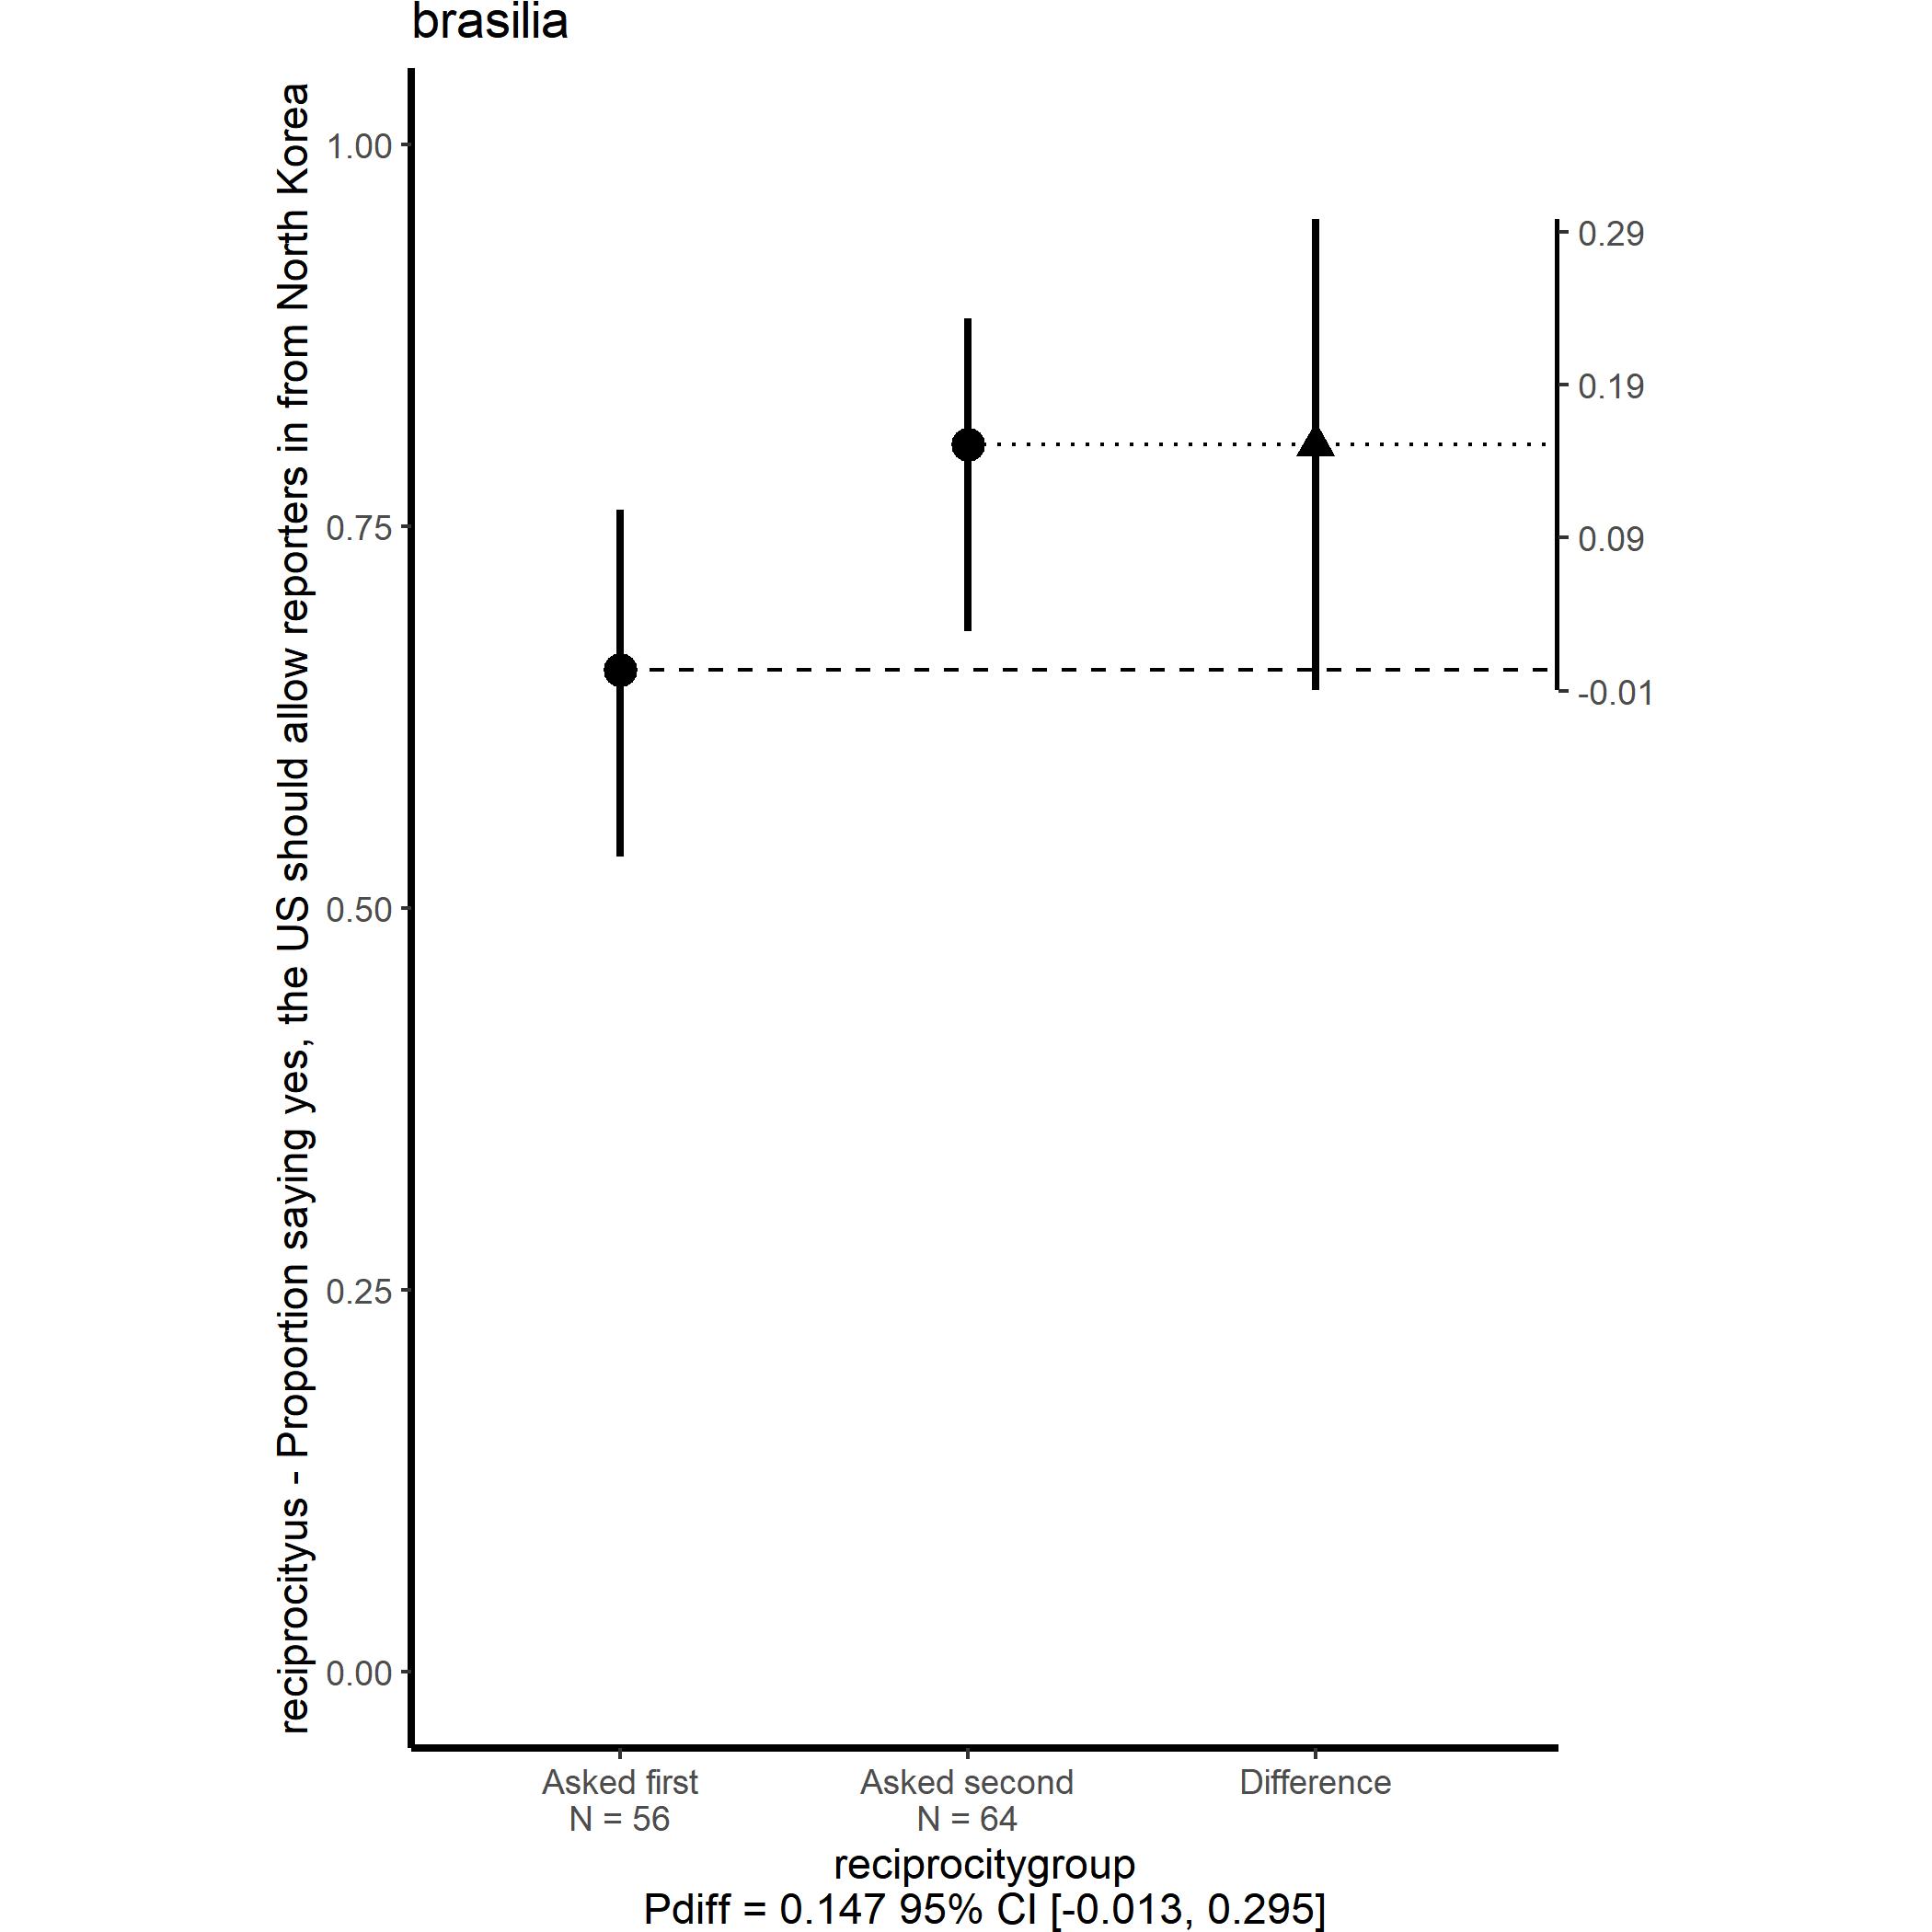 brasilia
reciprocityus - Proportion saying yes, the US should allow reporters in from North Korea
1.00
0.75
0.50
0.25
0.00
0.29
0.19
0.09
-0.01
Asked first
N = 56
Asked second
N = 64
Difference
reciprocitygroup
Pdiff = 0.147 95% CI [-0.013, 0.295]